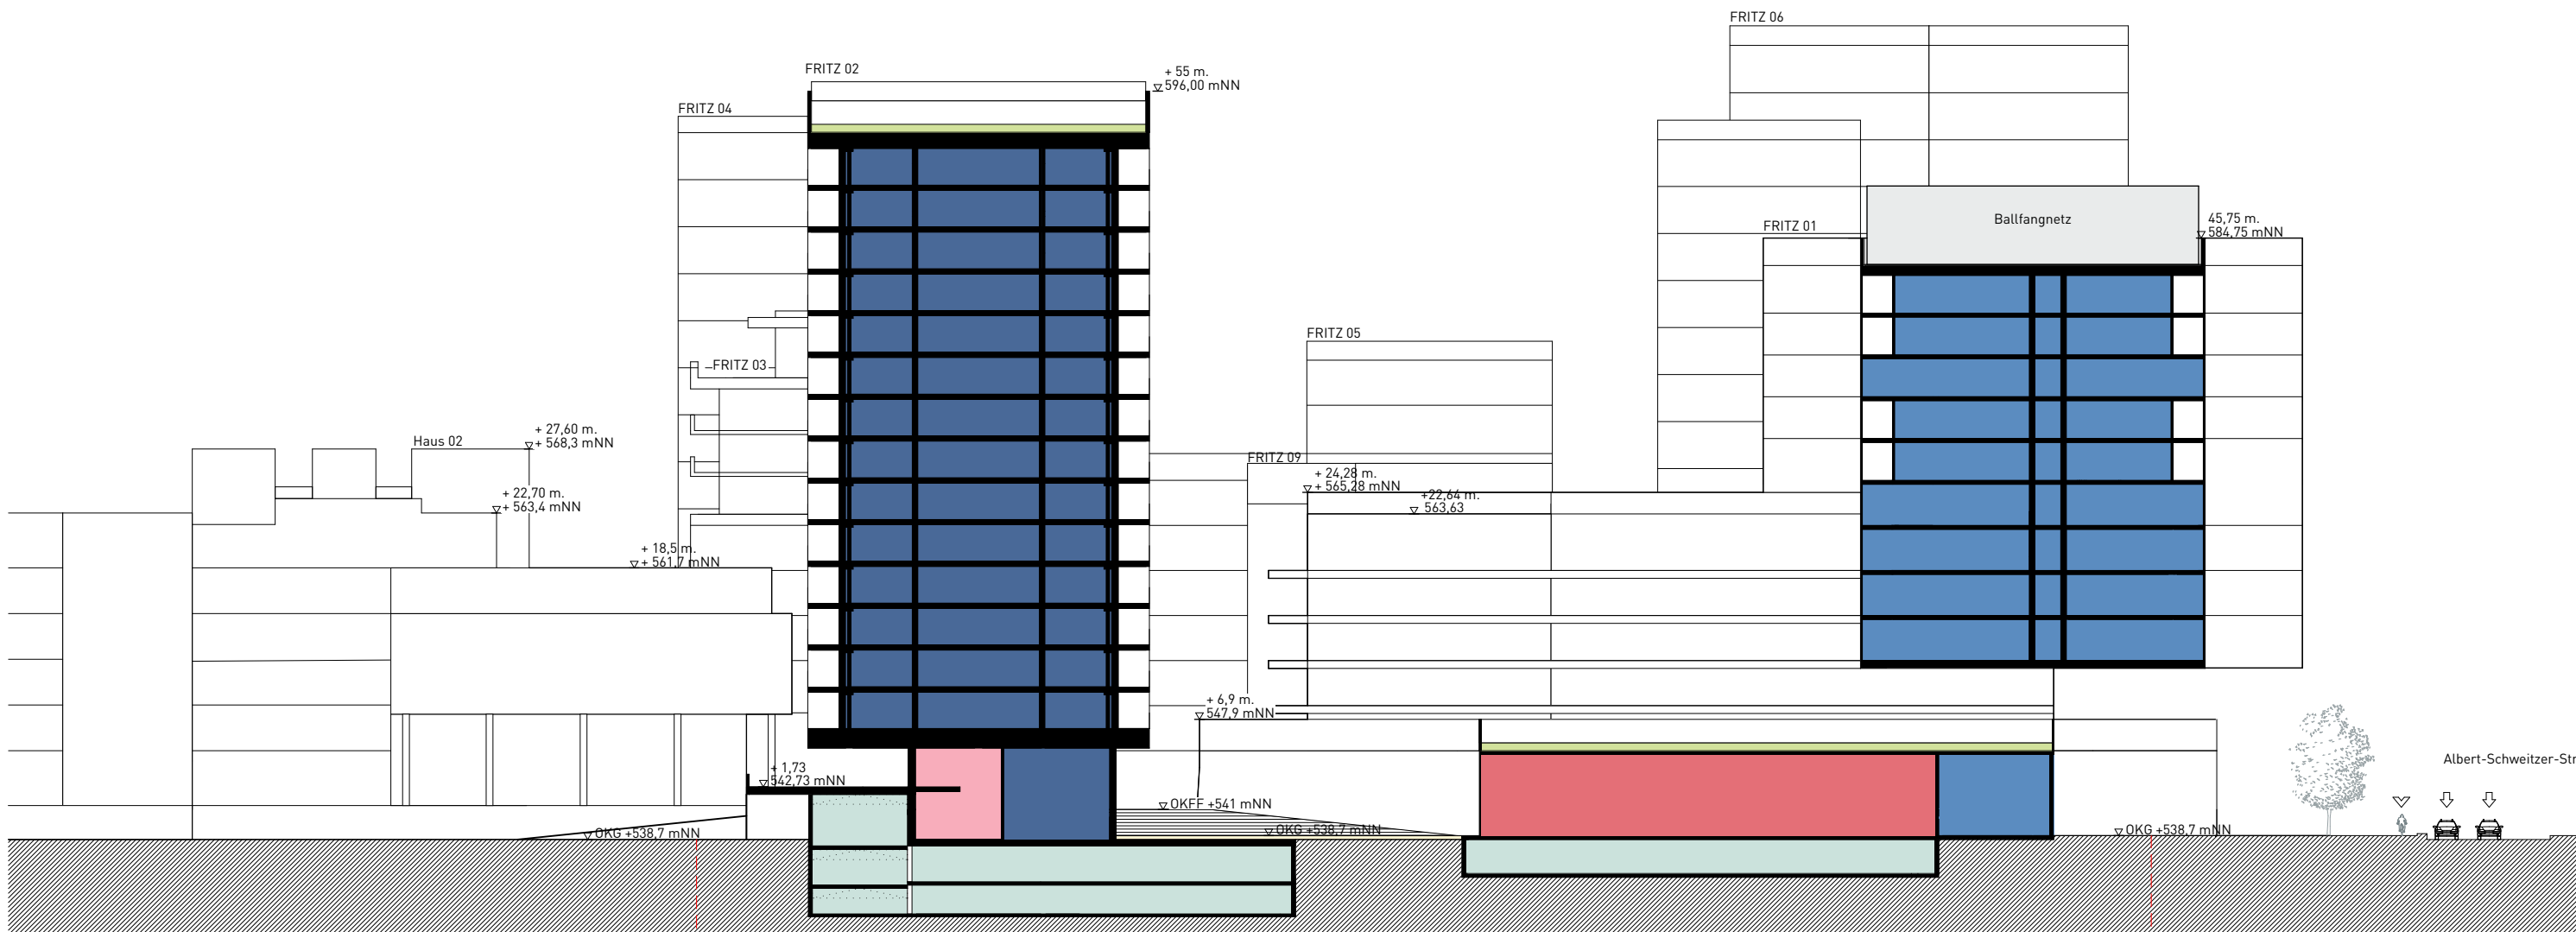 FRITZ 06
FRITZ 02
+ 55 m.
596,00 mNN
FRITZ 04
Ballfangnetz
45,75 m.
584,75 mNN
FRITZ 01
FRITZ 05
FRITZ 03
+ 27,60 m.
+ 568,3 mNN
Haus 02
FRITZ 09
+ 24,28 m.
+ 565,28 mNN
+22,64 m.
563,63
+ 22,70 m.
+ 563,4 mNN
+ 18,5 m.
+ 561,7 mNN
+ 6,9 m.
547,9 mNN
+ 1,73
542,73 mNN
Albert-Schweitzer-Str
OKFF +541 mNN
OKG +538,7 mNN
OKG +538,7 mNN
OKG +538,7 mNN